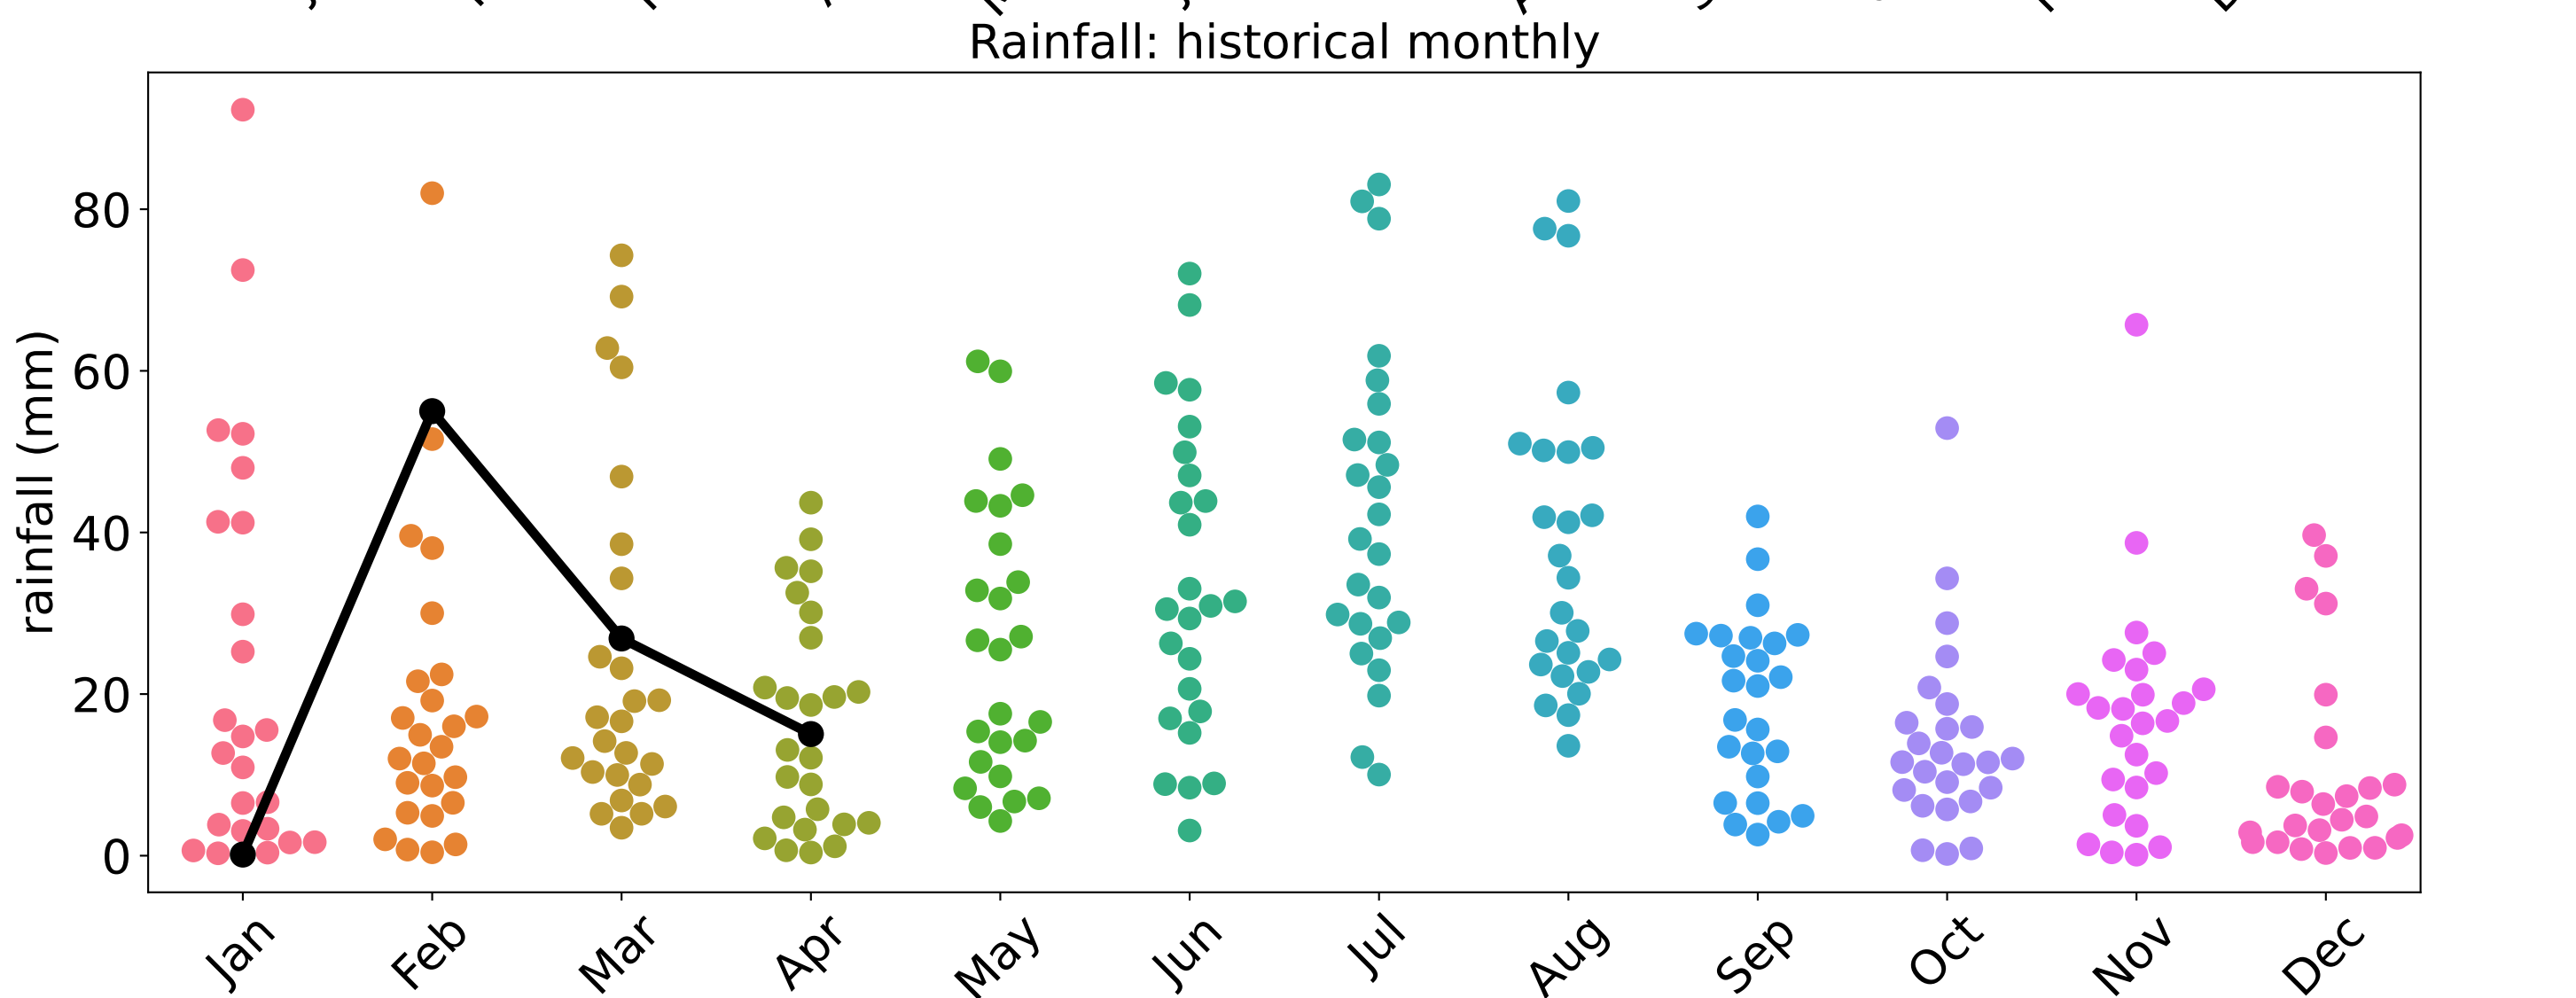 Rainfall: historical monthly
rainfall (mm)
80
60
40
20
0
Jan
Feb
Mar
Apr
May
Jun
Jul
Aug
Sep
Oct
Nov
Dec